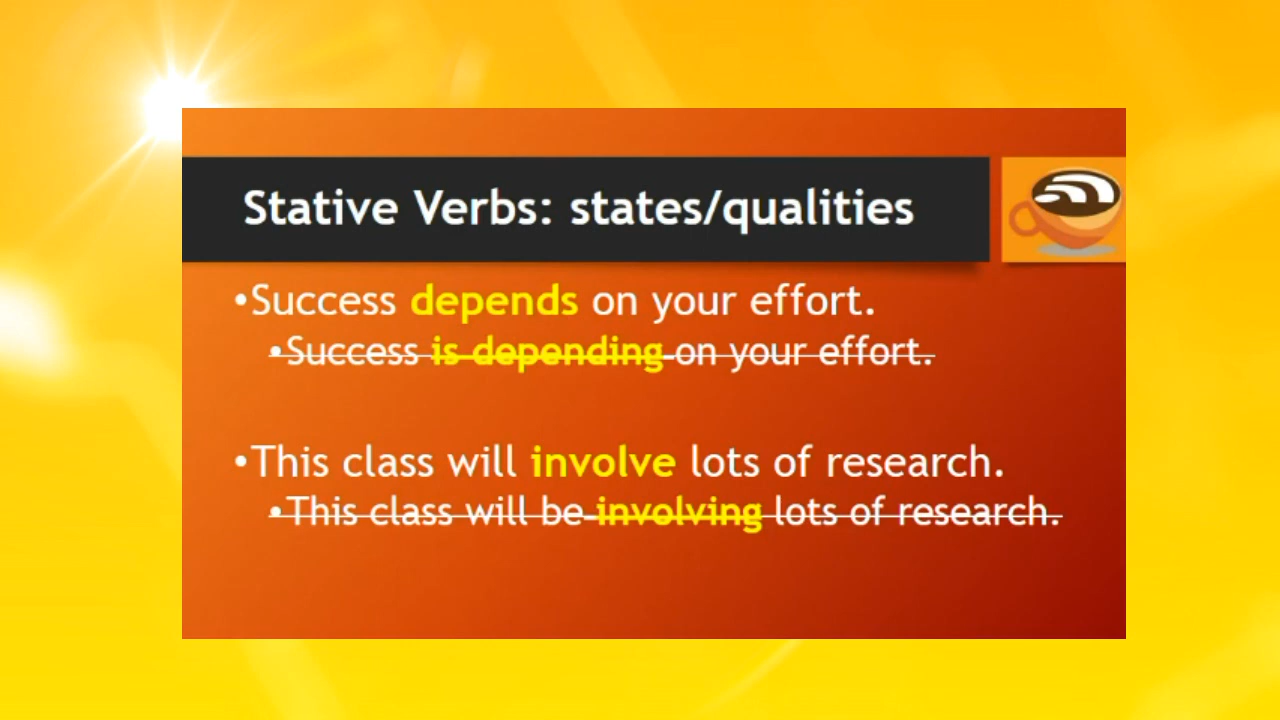 Stative Verbs: states/qualities
•Success depends on your effort.
•Success is depending on your effort.
•This class will involve lots of research.
•This class will be involving lots of research.